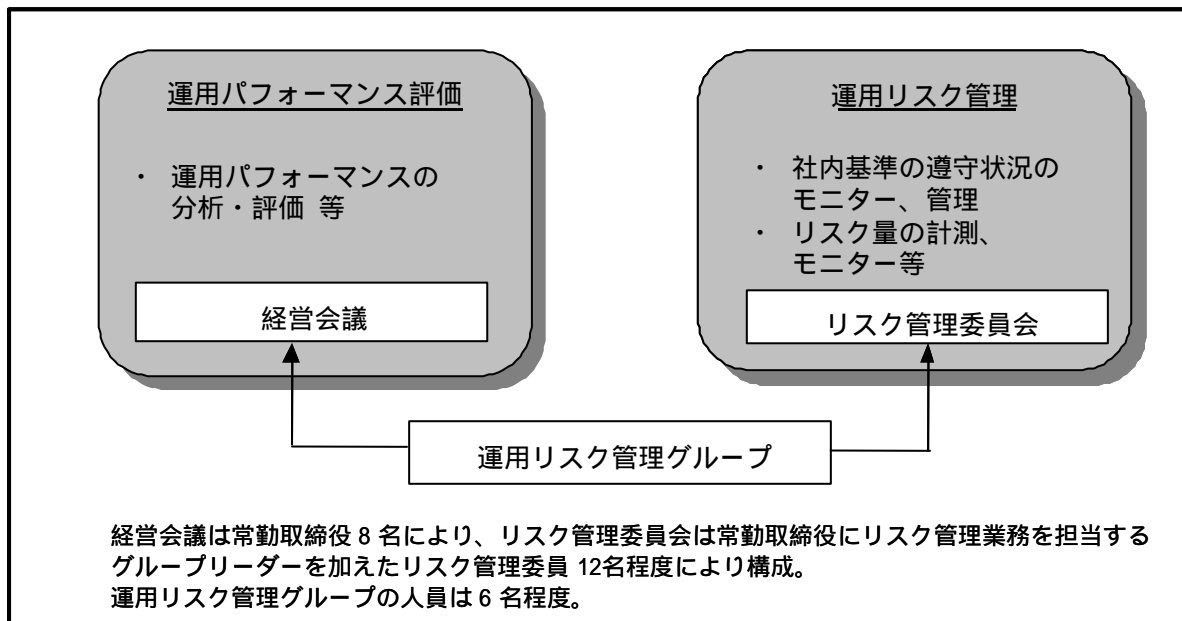 運用パフォーマンス評価
・ 運用パフォーマンスの
分析・評価 等
経営会議
運用リスク管理
・ 社内基準の遵守状況の
モニター、管理
・ リスク量の計測、
モニター等
リスク管理委員会
運用リスク管理グループ
経営会議は常勤取締役 8 名により、リスク管理委員会は常勤取締役にリスク管理業務を担当する
グループリーダーを加えたリスク管理委員 12名程度により構成。
運用リスク管理グループの人員は 6 名程度。